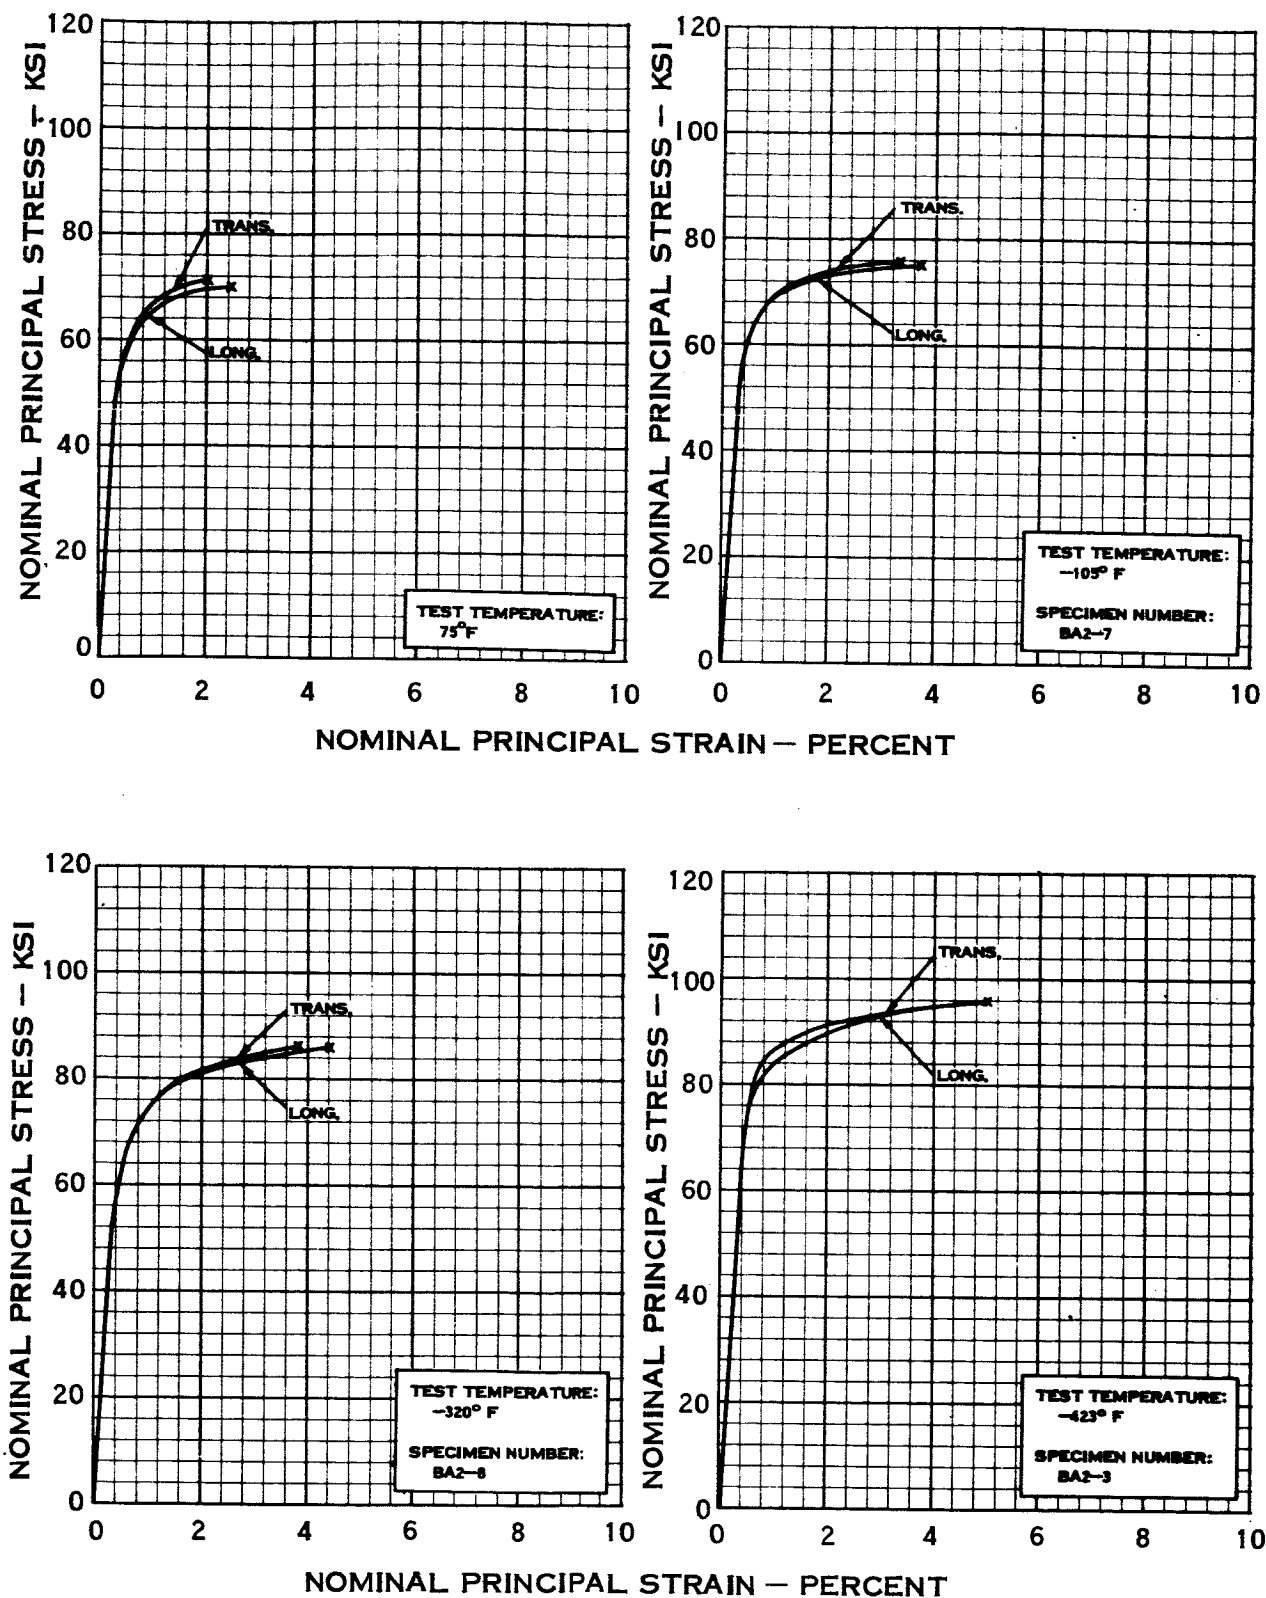 NOMINAL PRINCIPAL STRESS – KSI
120
100
80
60
40
20
0
TRANS.
LONG.
TEST TEMPERATURE:
75°F
0 2 4 6 8 10
NOMINAL PRINCIPAL STRESS – KSI
120
100
80
60
40
20
0
TRANS.
LONG.
TEST TEMPERATURE:
–105° F
SPECIMEN NUMBER:
BA2–7
0 2 4 6 8 10
NOMINAL PRINCIPAL STRAIN – PERCENT
NOMINAL PRINCIPAL STRESS – KSI
120
100
80
60
40
20
0
TRANS.
LONG.
TEST TEMPERATURE:
–320° F
SPECIMEN NUMBER:
0 2 4 6 8 10
NOMINAL PRINCIPAL STRESS – KSI
120
100
80
60
40
20
0
TRANS.
LONG.
TEST TEMPERATURE:
–423° F
SPECIMEN NUMBER:
BA2–3
0 2 4 6 8 10
NOMINAL PRINCIPAL STRAIN – PERCENT